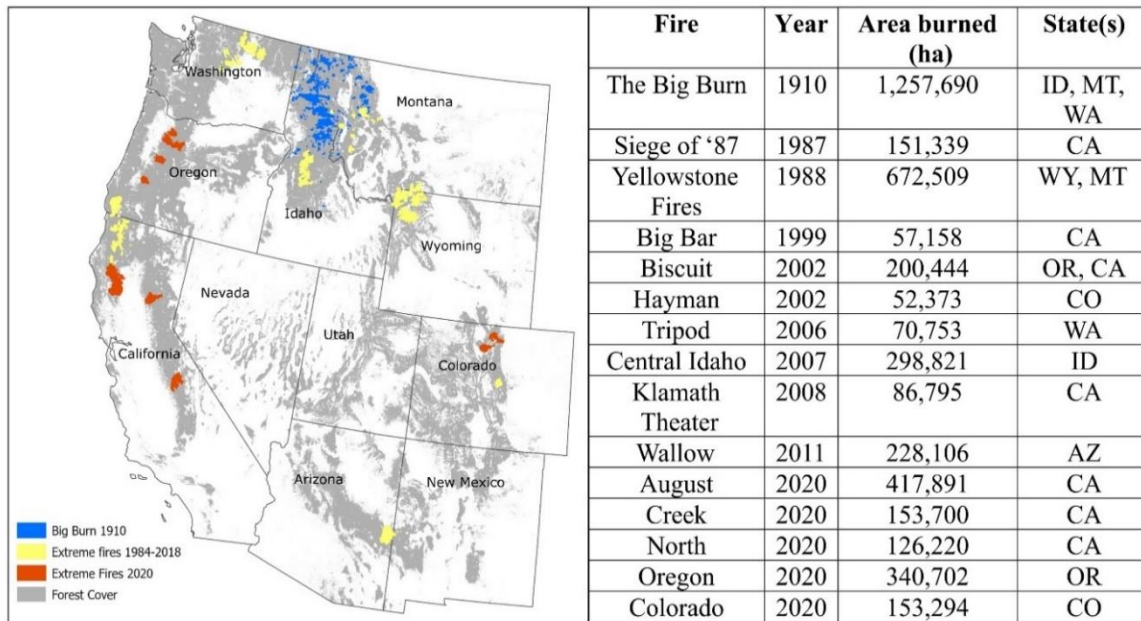 Washington
Montana
Oregon
Idaho
Wyoming
Nevada
Utah
California
Colorado
Arizona
New Mexico
Big Burn 1910
Extreme fires 1984-2018
Extreme Fires 2020
Forest Cover
Fire Year Area burned (ha) State(s)
The Big Burn 1910 1,257,690 ID, MT, WA
Siege of ‘87 1987 151,339 CA
Yellowstone Fires 1988 672,509 WY, MT
Big Bar 1999 57,158 CA
Biscuit 2002 200,444 OR, CA
Hayman 2002 52,373 CO
Tripod 2006 70,753 WA
Central Idaho 2007 298,821 ID
Klamath Theater 2008 86,795 CA
Wallow 2011 228,106 AZ
August 2020 417,891 CA
Creek 2020 153,700 CA
North 2020 126,220 CA
Oregon 2020 340,702 OR
Colorado 2020 153,294 CO